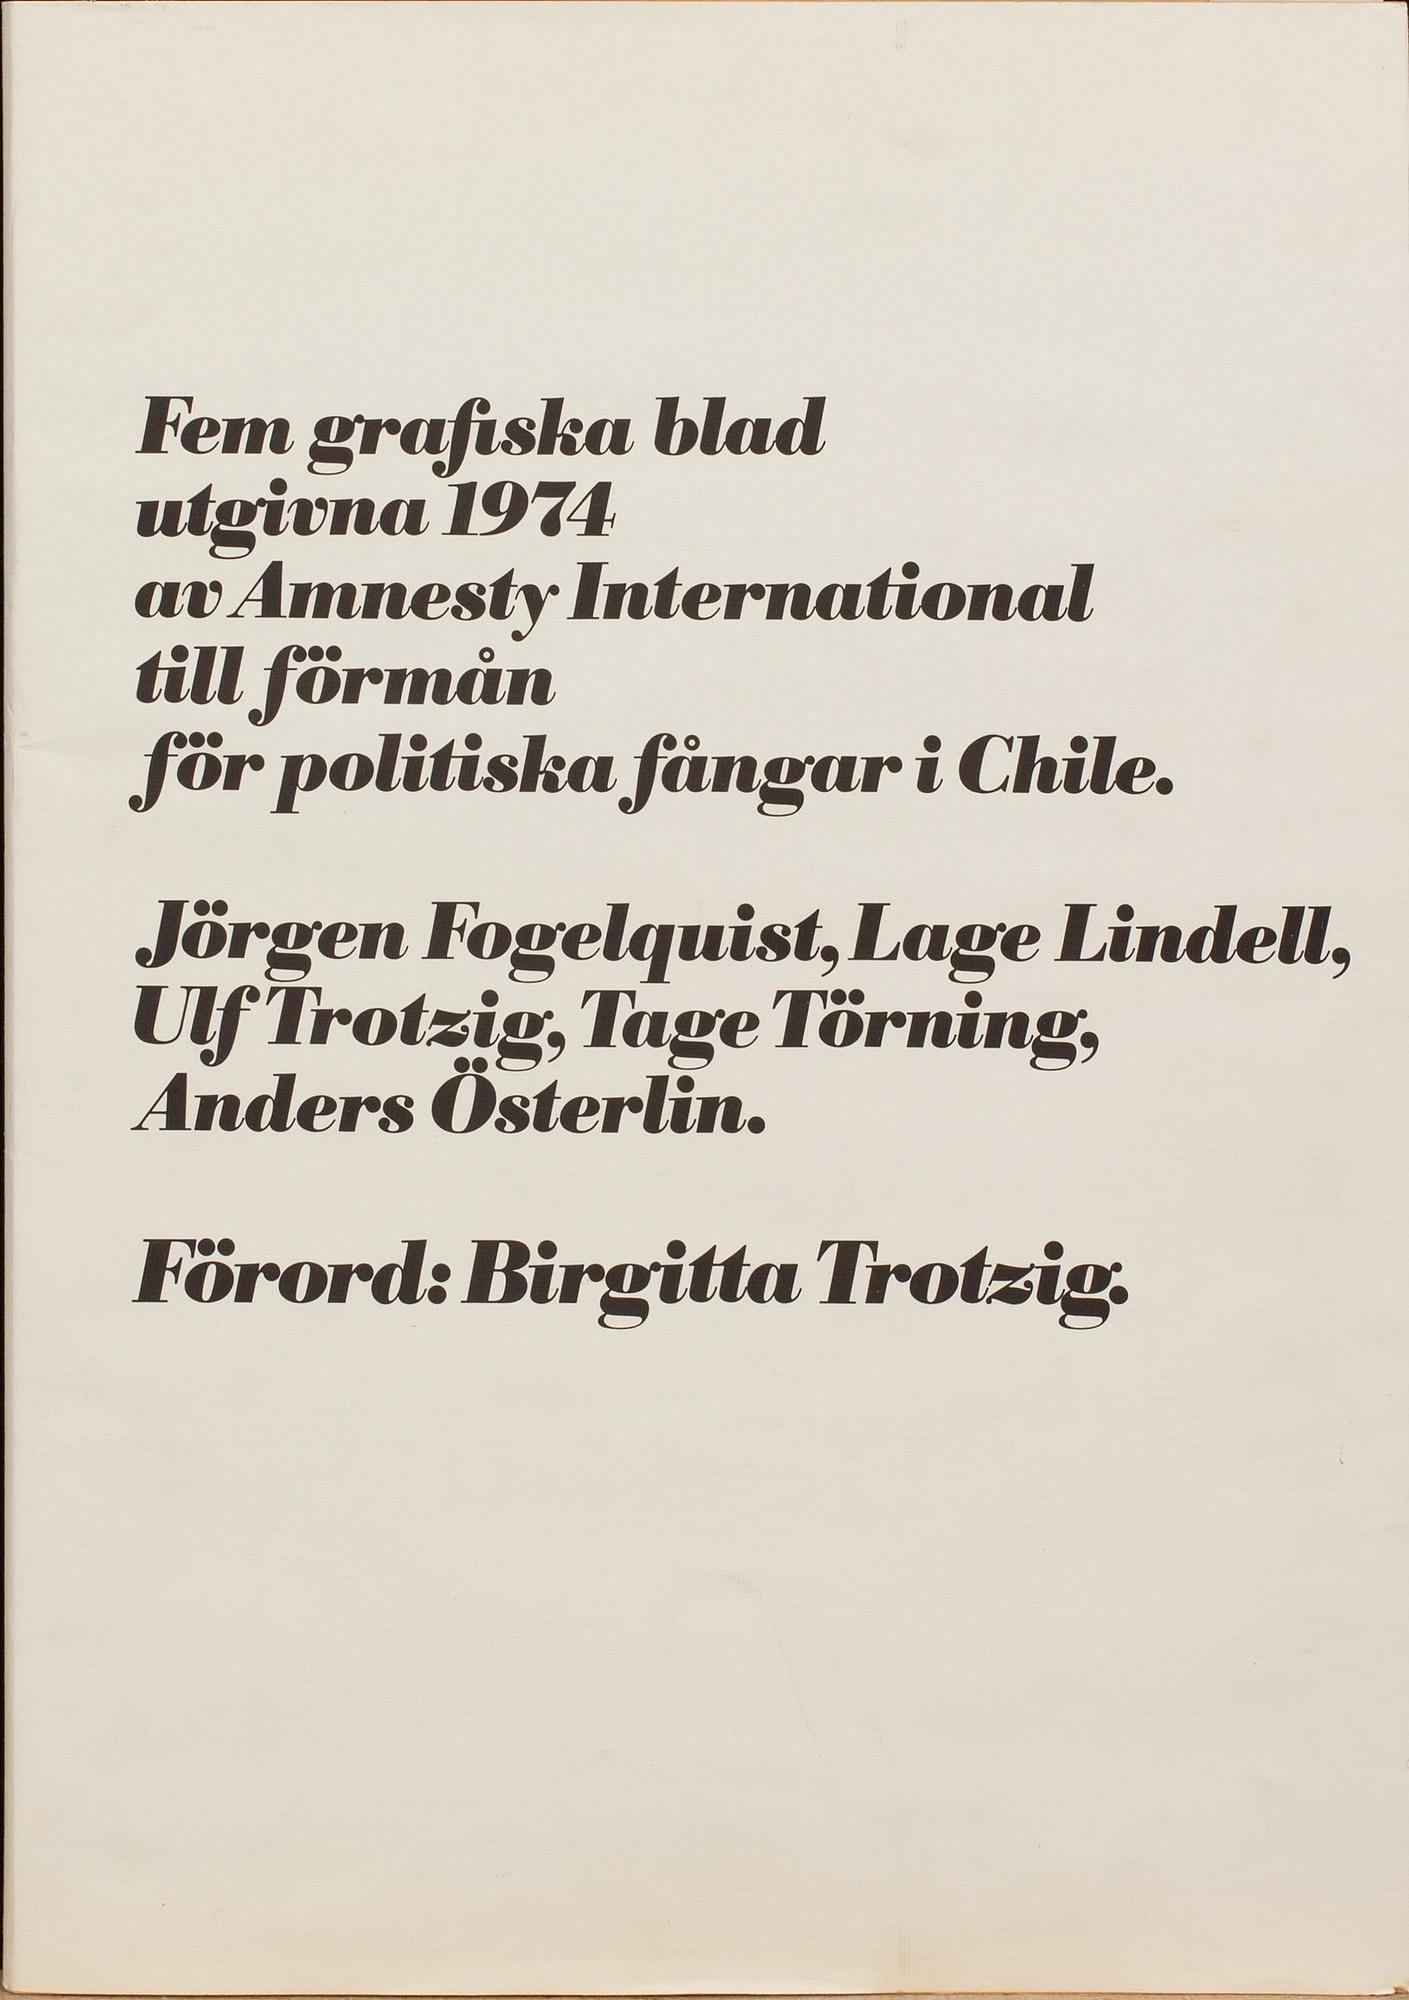 Fem grafiska blad
utgivna 1974
av Amnesty International
till förmån
för politiska fångar i Chile.
Jörgen Fogelquist, Lage Lindell,
Ulf Trotzig, Tage Törning,
Anders Österlin.
Förord: Birgitta Trotzig.